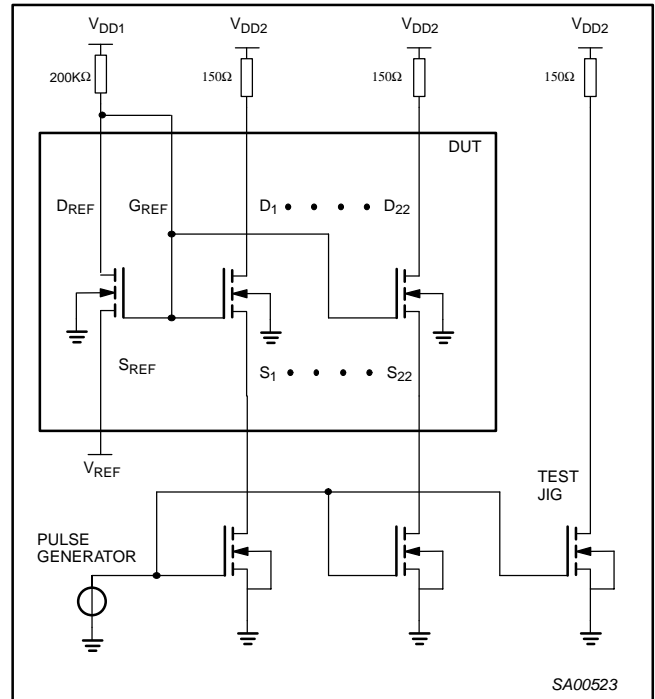 VDD1 VDD2 VDD2 VDD2
200KΩ 150Ω 150Ω 150Ω
DUT
DREF GREF D1 • • • • D22
SREF S1 • • • • S22
VREF
TEST
JIG
PULSE
GENERATOR
SA00523